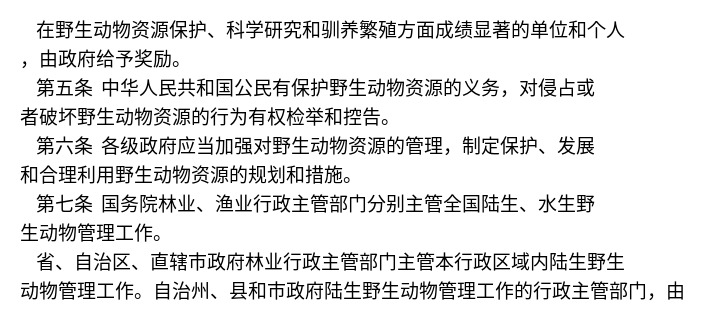 在野生动物资源保护、科学研究和驯养繁殖方面成绩显著的单位和个人
，由政府给予奖励。
第五条 中华人民共和国公民有保护野生动物资源的义务，对侵占或
者破坏野生动物资源的行为有权检举和控告。
第六条 各级政府应当加强对野生动物资源的管理，制定保护、发展
和合理利用野生动物资源的规划和措施。
第七条 国务院林业、渔业行政主管部门分别主管全国陆生、水生野
生动物管理工作。
省、自治区、直辖市政府林业行政主管部门主管本行政区域内陆生野生
动物管理工作。自治州、县和市政府陆生野生动物管理工作的行政主管部门，由